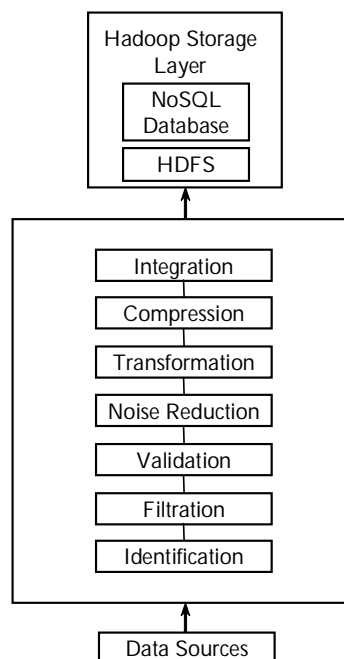 Hadoop Storage
Layer
NoSQL
Database
HDFS
Integration
Compression
Transformation
Noise Reduction
Validation
Filtration
Identification
Data Sources